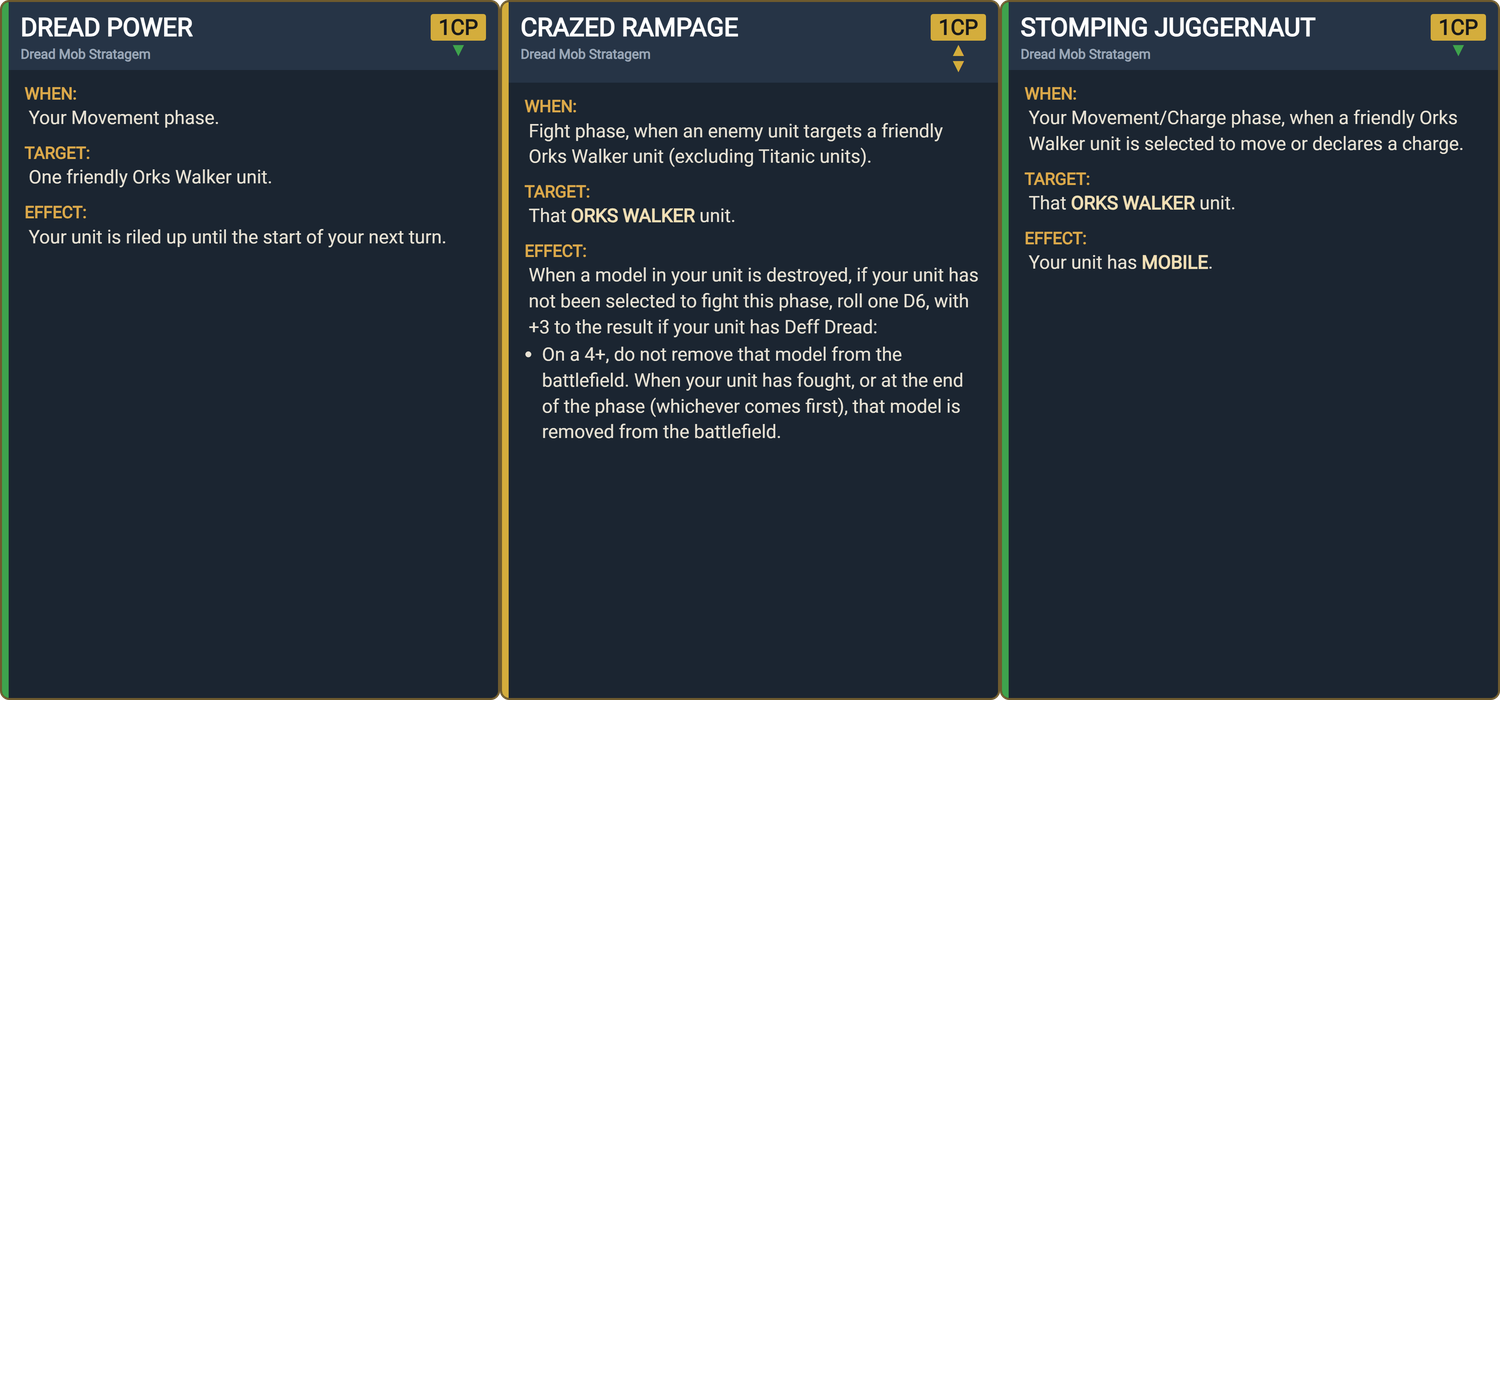 DREAD POWER
1CP
Dread Mob Stratagem
WHEN:
Your Movement phase.
TARGET:
One friendly Orks Walker unit.
EFFECT:
Your unit is riled up until the start of your next turn.
CRAZED RAMPAGE
1CP
Dread Mob Stratagem
WHEN:
Fight phase, when an enemy unit targets a friendly
Orks Walker unit (excluding Titanic units).
TARGET:
That ORKS WALKER unit.
EFFECT:
When a model in your unit is destroyed, if your unit has
not been selected to fight this phase, roll one D6, with
+3 to the result if your unit has Deff Dread:
• On a 4+, do not remove that model from the
battlefield. When your unit has fought, or at the end
of the phase (whichever comes first), that model is
removed from the battlefield.
STOMPING JUGGERNAUT
1CP
Dread Mob Stratagem
WHEN:
Your Movement/Charge phase, when a friendly Orks
Walker unit is selected to move or declares a charge.
TARGET:
That ORKS WALKER unit.
EFFECT:
Your unit has MOBILE.